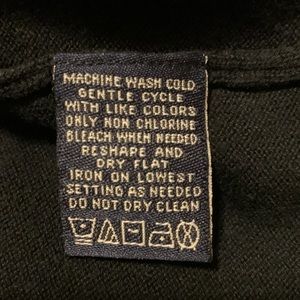 MACHINE WASH COLD
GENTLE CYCLE
WITH LIKE COLORS
ONLY NON CHLORINE
BLEACH WHEN NEEDED
RESHAPE AND
DRY FLAT
IRON ON LOWEST
SETTING AS NEEDED
DO NOT DRY CLEAN